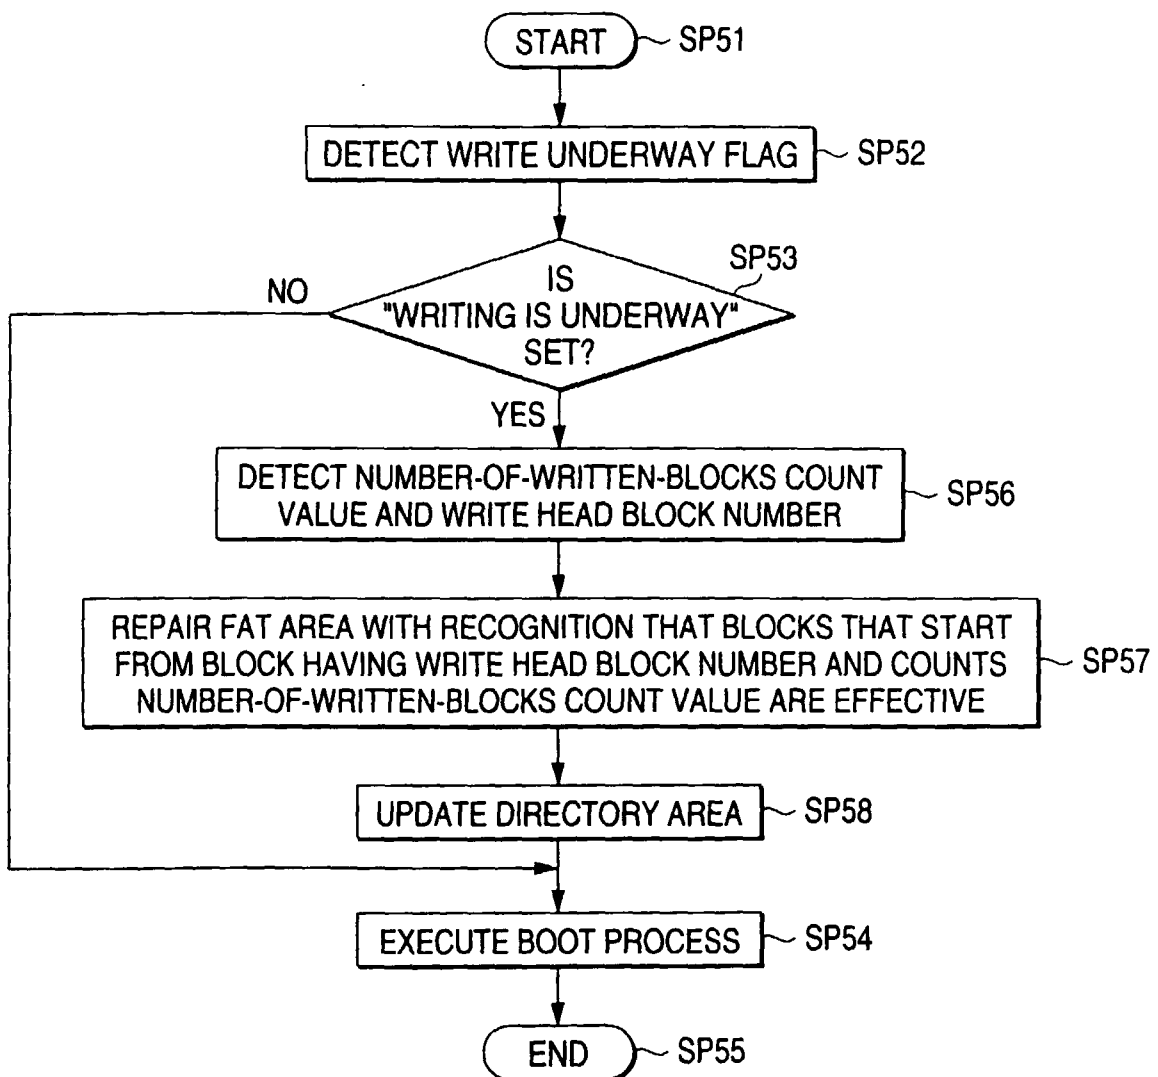 START
SP51
DETECT WRITE UNDERWAY FLAG
SP52
SP53
IS
"WRITING IS UNDERWAY"
SET?
NO
YES
DETECT NUMBER-OF-WRITTEN-BLOCKS COUNT
VALUE AND WRITE HEAD BLOCK NUMBER
SP56
REPAIR FAT AREA WITH RECOGNITION THAT BLOCKS THAT START
FROM BLOCK HAVING WRITE HEAD BLOCK NUMBER AND COUNTS
NUMBER-OF-WRITTEN-BLOCKS COUNT VALUE ARE EFFECTIVE
SP57
UPDATE DIRECTORY AREA
SP58
EXECUTE BOOT PROCESS
SP54
END
SP55